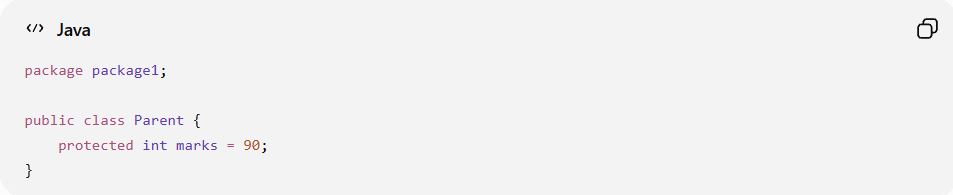 </> Java
package package1;
public class Parent {
    protected int marks = 90;
}